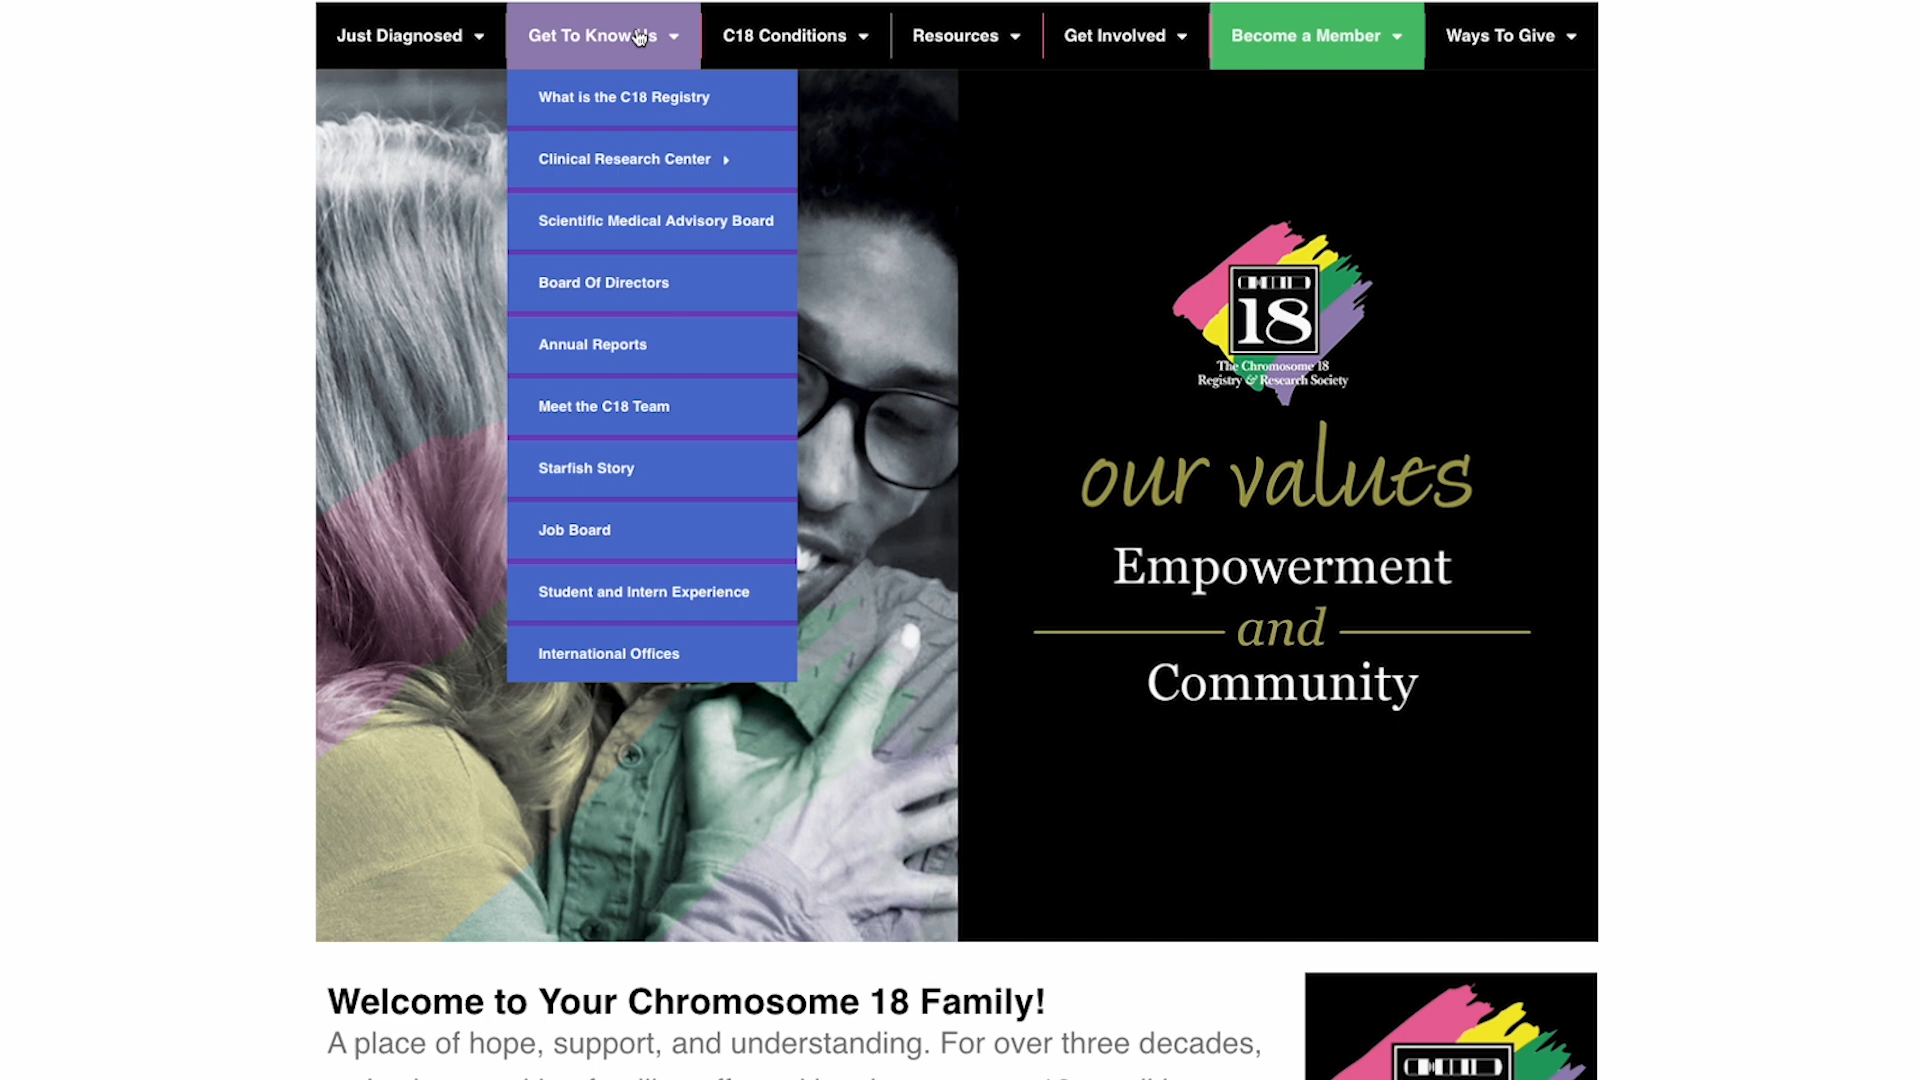 Just Diagnosed
Get To Know Us
C18 Conditions
Resources
Get Involved
Become a Member
Ways To Give
What is the C18 Registry
Clinical Research Center
Scientific Medical Advisory Board
Board Of Directors
Annual Reports
Meet the C18 Team
Starfish Story
Job Board
Student and Intern Experience
International Offices
18
The Chromosome 18
Registry & Research Society
our values
Empowerment
and
Community
Welcome to Your Chromosome 18 Family!
A place of hope, support, and understanding. For over three decades,